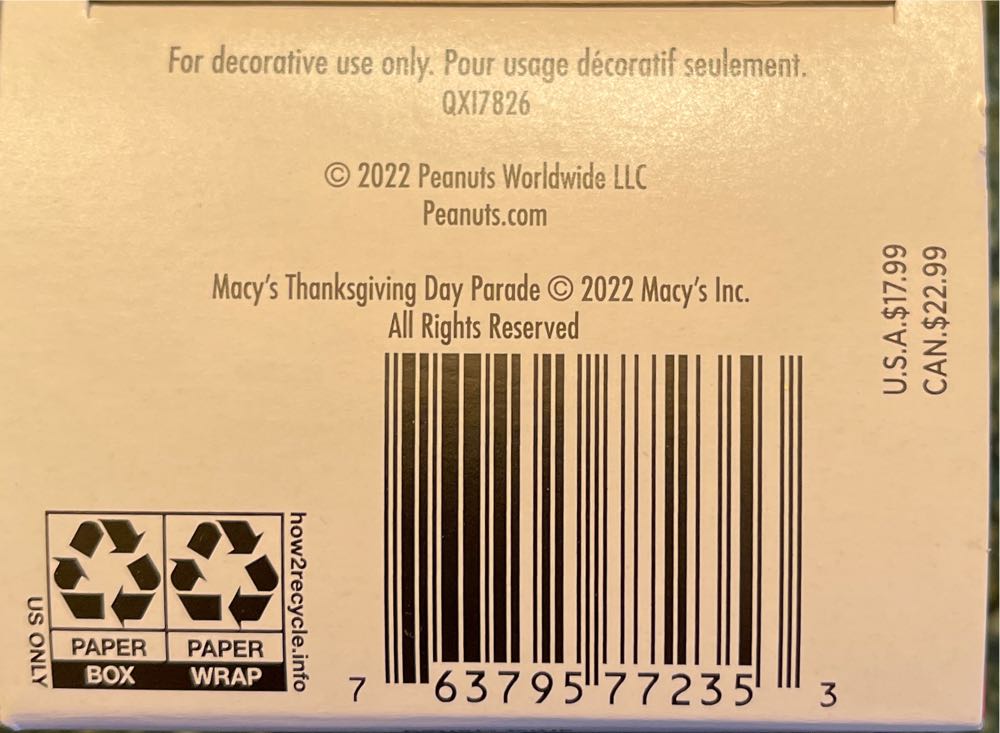 For decorative use only. Pour usage décoratif seulement.
QXI7826
© 2022 Peanuts Worldwide LLC
Peanuts.com
Macy's Thanksgiving Day Parade © 2022 Macy's Inc.
All Rights Reserved
U.S.A.$17.99
CAN.$22.99
US ONLY
PAPER
BOX
PAPER
WRAP
how2recycle.info
7 63795 77235 3